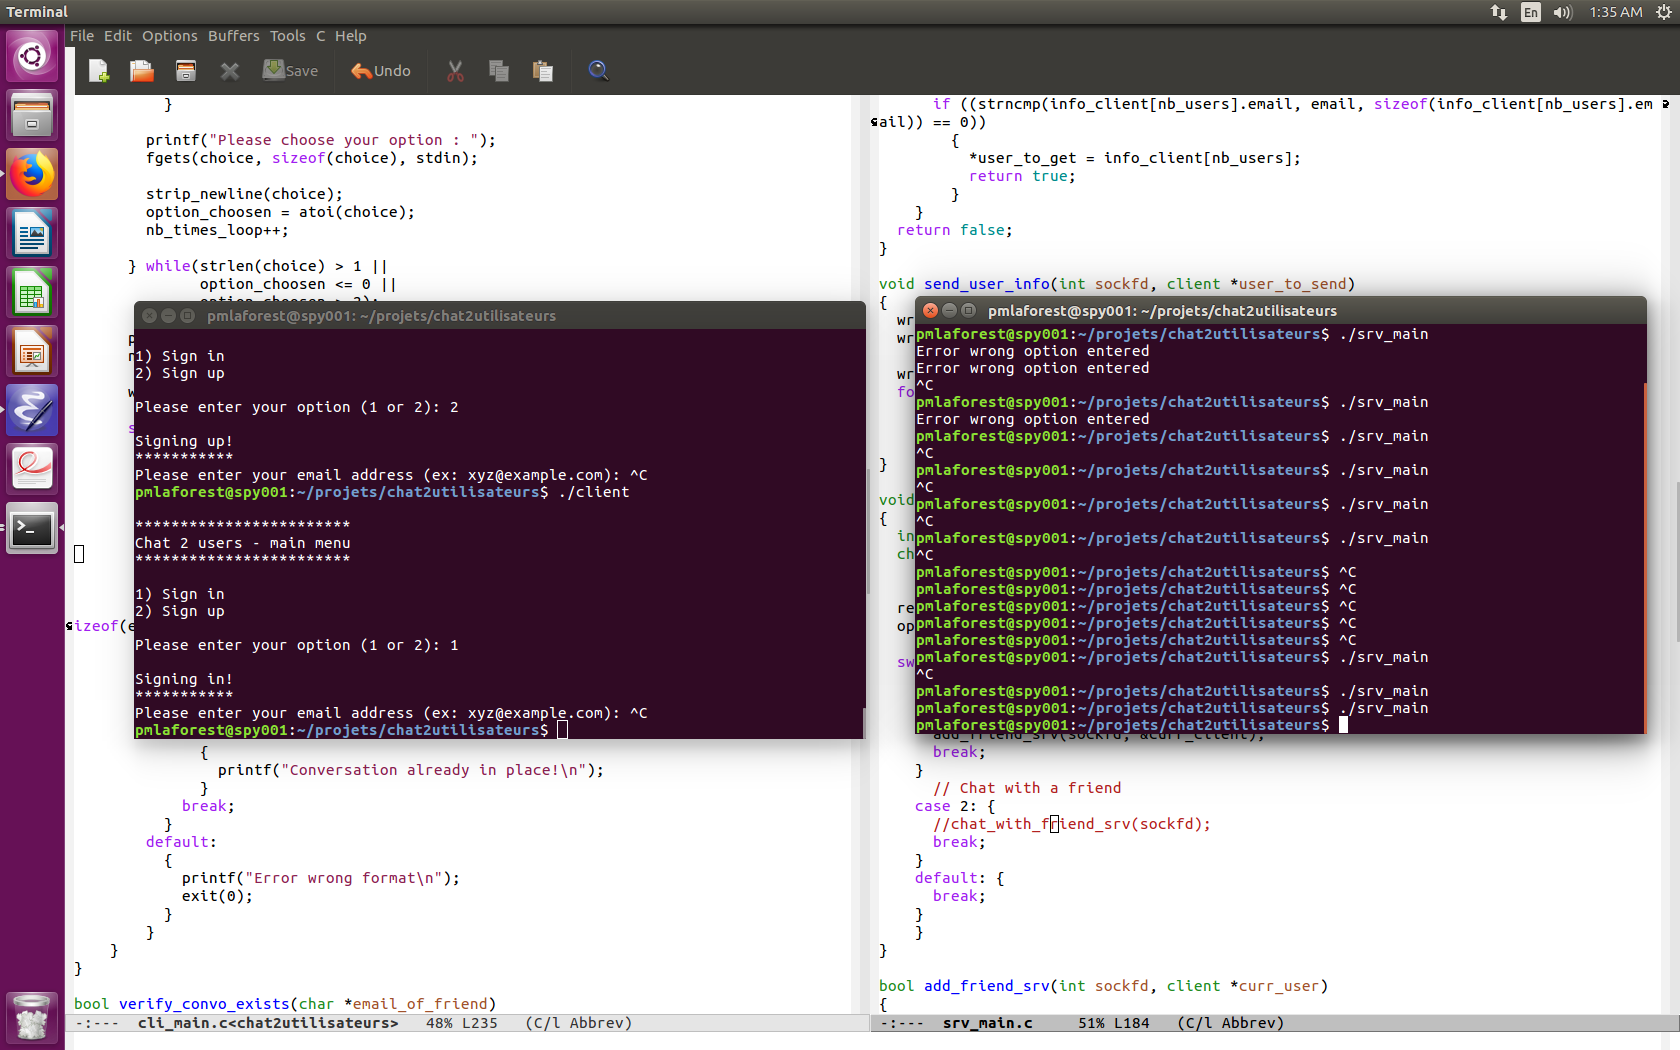 Terminal
En
1:35 AM
File Edit Options Buffers Tools C Help
Save
Undo
}
printf("Please choose your option : ");
fgets(choice, sizeof(choice), stdin);
strip_newline(choice);
option_choosen = atoi(choice);
nb_times_loop++;
} while(strlen(choice) > 1 ||
option_choosen <= 0 ||
pmlaforest@spy001: ~/projets/chat2utilisateurs
1) Sign in
2) Sign up
Please enter your option (1 or 2): 2
Signing up!
***********
Please enter your email address (ex: xyz@example.com): ^C
pmlaforest@spy001:~/projets/chat2utilisateurs$ ./client
************************
Chat 2 users - main menu
************************
1) Sign in
2) Sign up
izeof(e
Please enter your option (1 or 2): 1
Signing in!
***********
Please enter your email address (ex: xyz@example.com): ^C
pmlaforest@spy001:~/projets/chat2utilisateurs$
{
printf("Conversation already in place!\n");
}
break;
}
default:
{
printf("Error wrong format\n");
exit(0);
}
}
}
}
bool verify_convo_exists(char *email_of_friend)
-:--- cli_main.c<chat2utilisateurs> 48% L235 (C/l Abbrev)
if ((strncmp(info_client[nb_users].email, email, sizeof(info_client[nb_users].em
ail)) == 0))
{
*user_to_get = info_client[nb_users];
return true;
}
}
return false;
}
void send_user_info(int sockfd, client *user_to_send)
{
wr
wr
wr
fo
}
void
{
in
ch
re
op
sw
pmlaforest@spy001: ~/projets/chat2utilisateurs
pmlaforest@spy001:~/projets/chat2utilisateurs$ ./srv_main
Error wrong option entered
Error wrong option entered
^C
pmlaforest@spy001:~/projets/chat2utilisateurs$ ./srv_main
Error wrong option entered
pmlaforest@spy001:~/projets/chat2utilisateurs$ ./srv_main
^C
pmlaforest@spy001:~/projets/chat2utilisateurs$ ./srv_main
^C
pmlaforest@spy001:~/projets/chat2utilisateurs$ ./srv_main
^C
pmlaforest@spy001:~/projets/chat2utilisateurs$ ./srv_main
^C
pmlaforest@spy001:~/projets/chat2utilisateurs$ ^C
pmlaforest@spy001:~/projets/chat2utilisateurs$ ^C
pmlaforest@spy001:~/projets/chat2utilisateurs$ ^C
pmlaforest@spy001:~/projets/chat2utilisateurs$ ^C
pmlaforest@spy001:~/projets/chat2utilisateurs$ ^C
pmlaforest@spy001:~/projets/chat2utilisateurs$ ./srv_main
^C
pmlaforest@spy001:~/projets/chat2utilisateurs$ ./srv_main
pmlaforest@spy001:~/projets/chat2utilisateurs$ ./srv_main
pmlaforest@spy001:~/projets/chat2utilisateurs$
add_friend_srv(sockfd, &curr_client);
break;
}
// Chat with a friend
case 2: {
//chat_with_friend_srv(sockfd);
break;
}
default: {
break;
}
}
}
bool add_friend_srv(int sockfd, client *curr_user)
{
-:--- srv_main.c 51% L184 (C/l Abbrev)